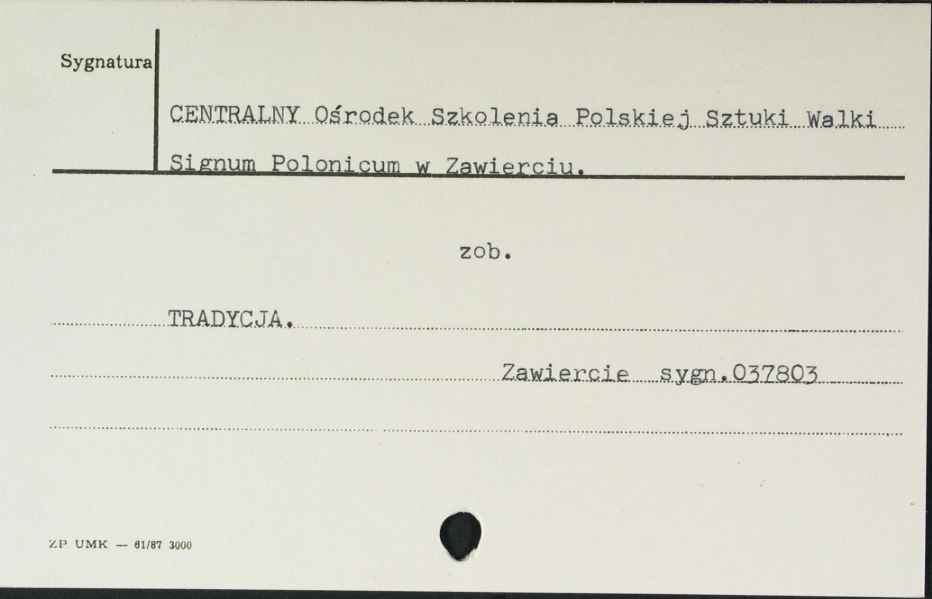 Sygnatura
CENTRALNY Ośrodek Szkolenia Polskiej Sztuki Walki
Signum Polonicum w Zawierciu.
zob.
TRADYCJA.
Zawiercie sygn.037803
ZP UMK — 61/87 3000